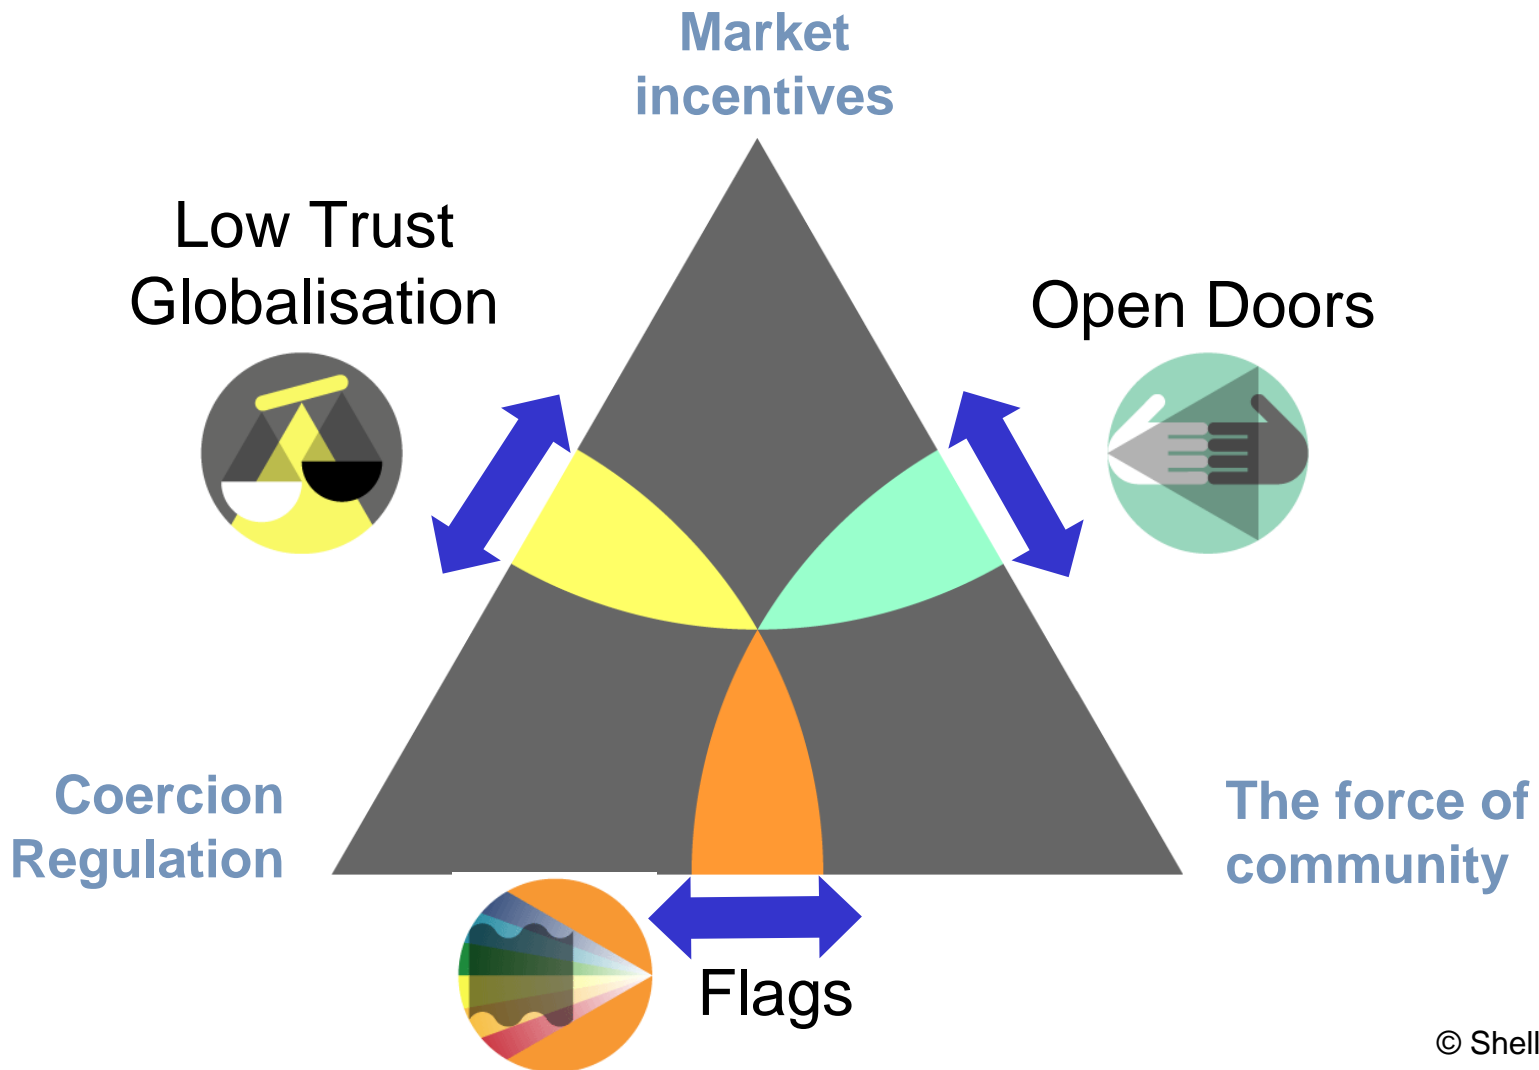 Market
incentives
Low Trust
Globalisation
Open Doors
Coercion
Regulation
The force of
community
Flags
© Shell